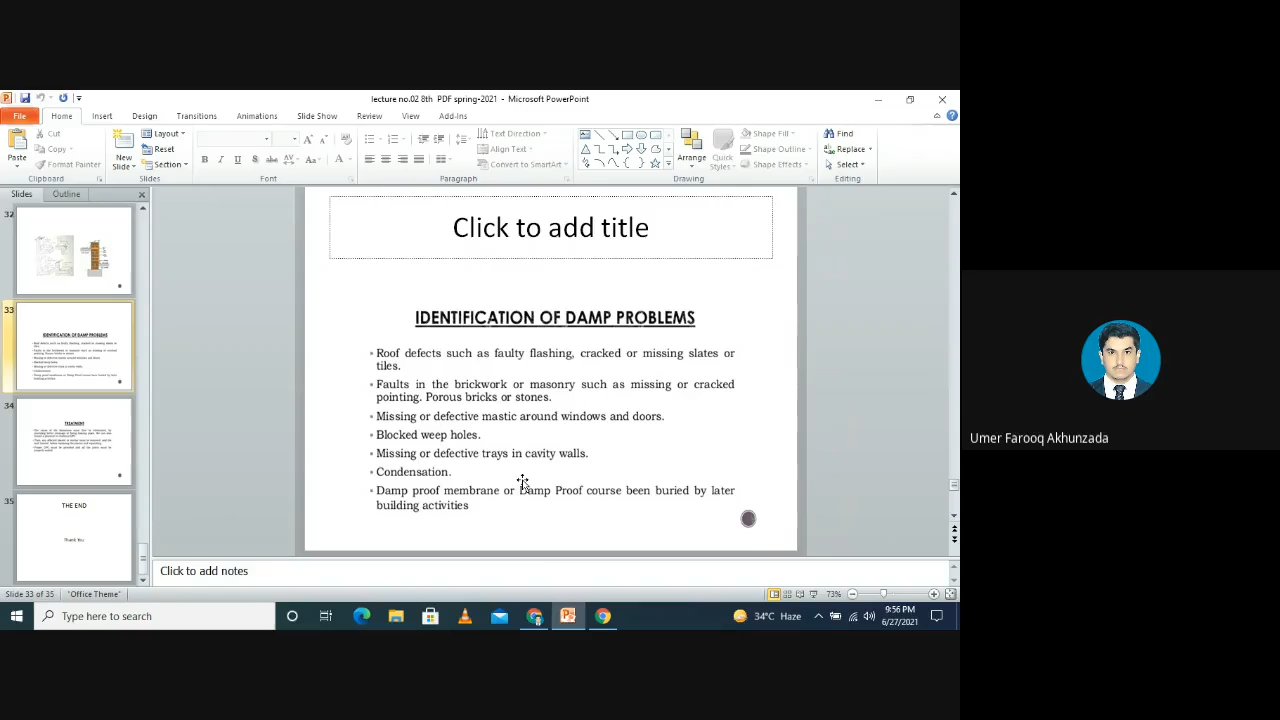 lecture no.02 8th PDF spring-2021 - Microsoft PowerPoint
File Home Insert Design Transitions Animations Slide Show Review View Add-Ins
Cut
Copy
Format Painter
Paste
Clipboard
New Slide
Layout
Reset
Section
Slides
Font
Text Direction
Align Text
Convert to SmartArt
Paragraph
Arrange
Quick Styles
Shape Fill
Shape Outline
Shape Effects
Drawing
Find
Replace
Select
Editing
Slides Outline
32
33
IDENTIFICATION OF DAMP PROBLEMS
34
TREATMENT
35
THE END
Thank You
Click to add title
IDENTIFICATION OF DAMP PROBLEMS
Roof defects such as faulty flashing, cracked or missing slates or
tiles.
Faults in the brickwork or masonry such as missing or cracked
pointing. Porous bricks or stones.
Missing or defective mastic around windows and doors.
Blocked weep holes.
Missing or defective trays in cavity walls.
Condensation.
Damp proof membrane or Damp Proof course been buried by later
building activities
Umer Farooq Akhunzada
Click to add notes
Slide 33 of 35 "Office Theme" 73%
Type here to search
34°C Haze
9:56 PM
6/27/2021